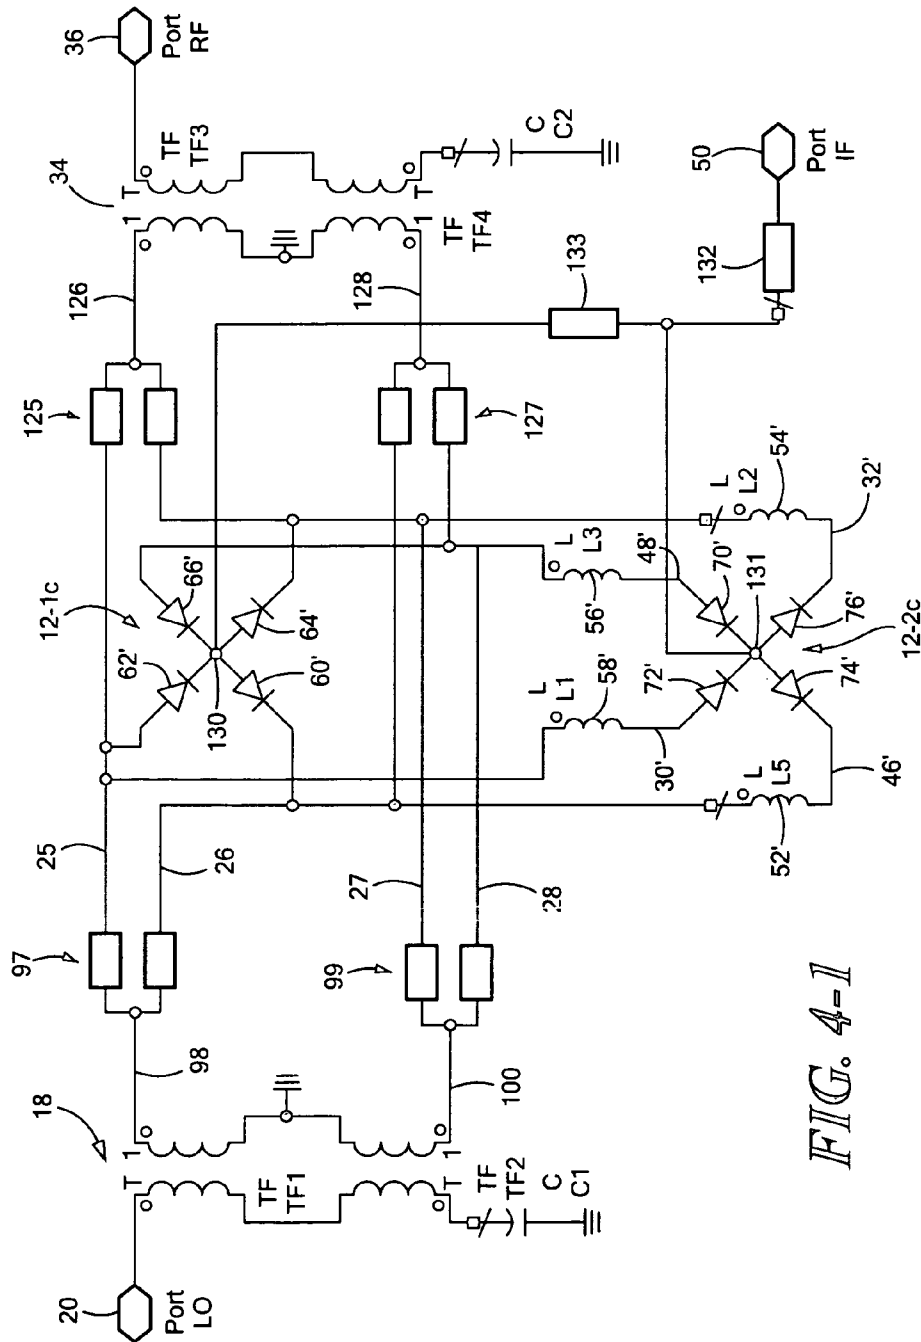 36
Port
RF
34
T
1
TF
TF3
126
125
T
1
TF
TF4
128
127
C
C2
133
50
Port
IF
132
12-1c
66'
62'
64'
60'
130
L
L3
56'
48'
L
L2
54'
70'
32'
131
12-2c
76'
L
L1
58'
72'
30'
74'
46'
L
L5
52'
25
26
97
27
28
99
98
100
18
T
1
TF
TF1
T
1
TF
TF2
C
C1
20
Port
LO
FIG. 4-1